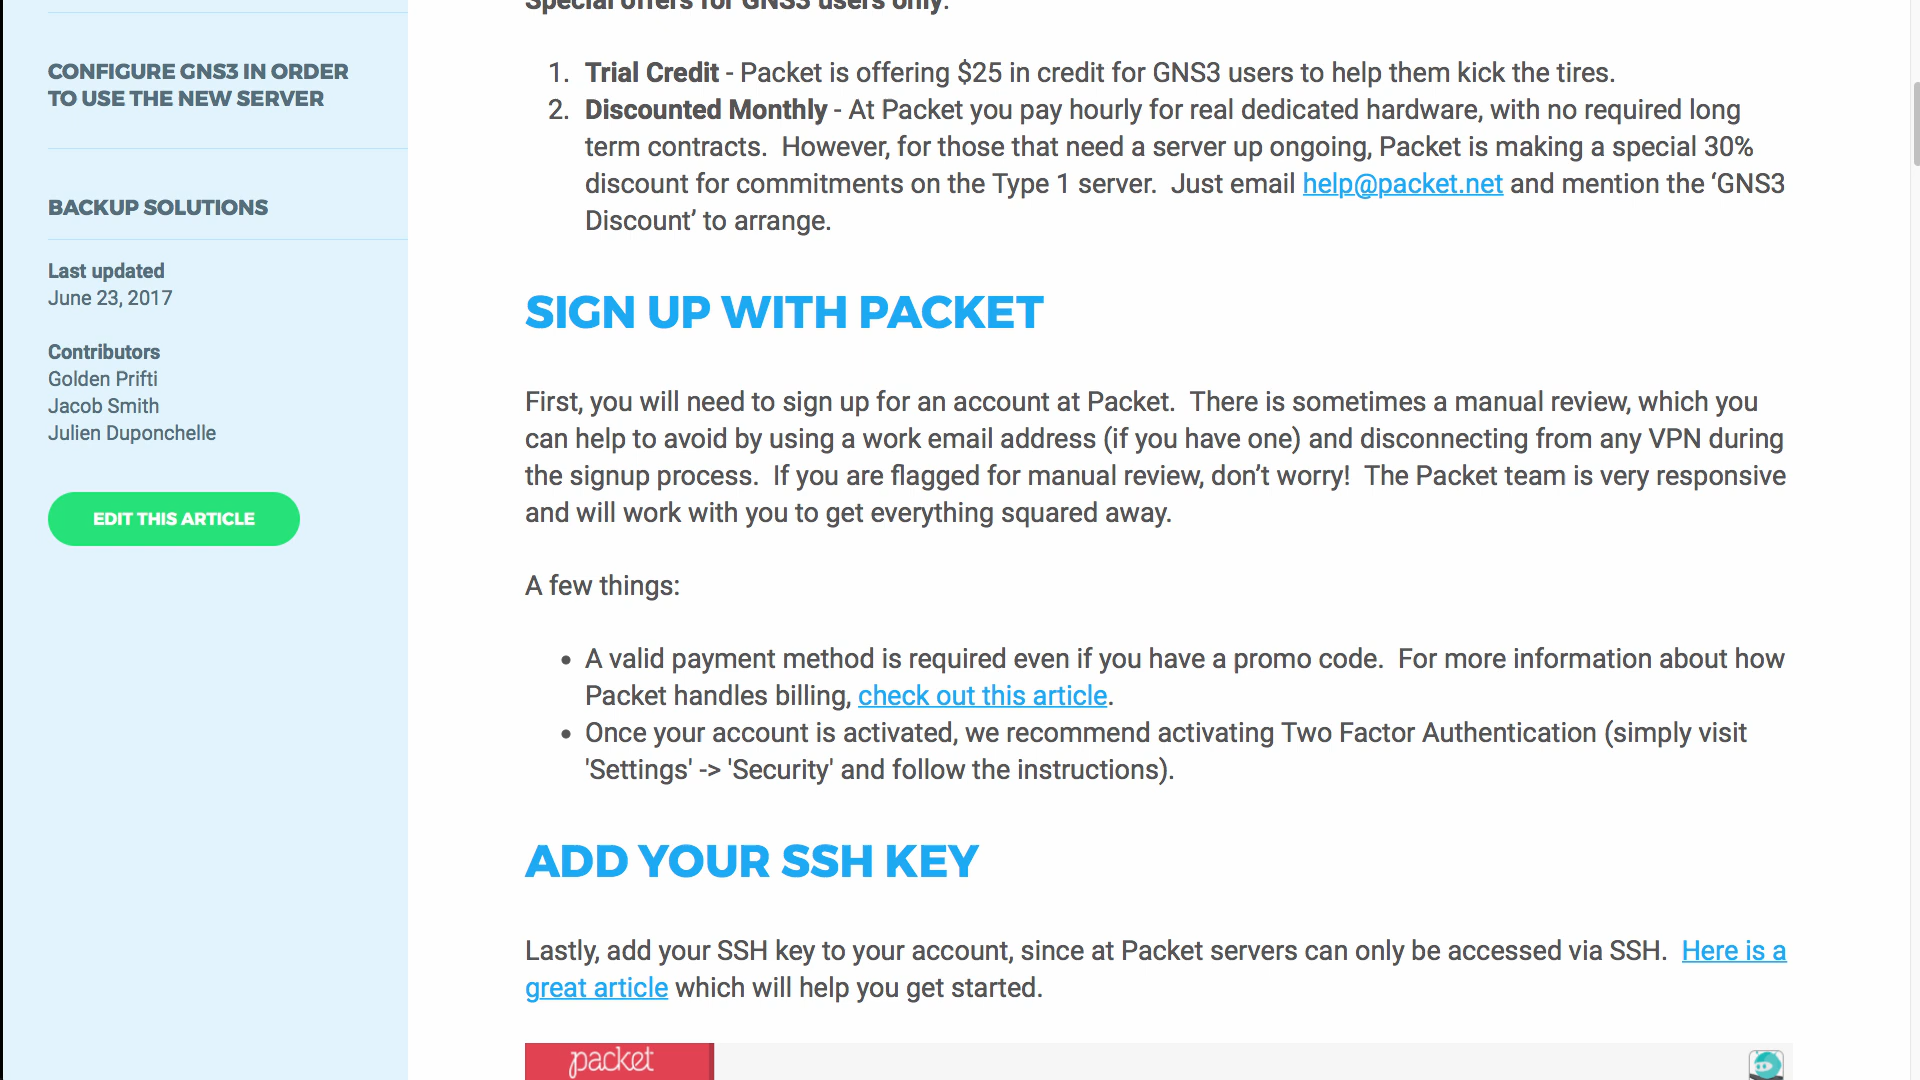 CONFIGURE GNS3 IN ORDER
TO USE THE NEW SERVER
BACKUP SOLUTIONS
Last updated
June 23, 2017
Contributors
Golden Prifti
Jacob Smith
Julien Duponchelle
EDIT THIS ARTICLE
Special offers for GNS3 users only:
1. Trial Credit - Packet is offering $25 in credit for GNS3 users to help them kick the tires.
2. Discounted Monthly - At Packet you pay hourly for real dedicated hardware, with no required long
term contracts.  However, for those that need a server up ongoing, Packet is making a special 30%
discount for commitments on the Type 1 server.  Just email help@packet.net and mention the ‘GNS3
Discount’ to arrange.
SIGN UP WITH PACKET
First, you will need to sign up for an account at Packet.  There is sometimes a manual review, which you
can help to avoid by using a work email address (if you have one) and disconnecting from any VPN during
the signup process.  If you are flagged for manual review, don’t worry!  The Packet team is very responsive
and will work with you to get everything squared away.
A few things:
• A valid payment method is required even if you have a promo code.  For more information about how
Packet handles billing, check out this article.
• Once your account is activated, we recommend activating Two Factor Authentication (simply visit
'Settings' -> 'Security' and follow the instructions).
ADD YOUR SSH KEY
Lastly, add your SSH key to your account, since at Packet servers can only be accessed via SSH.  Here is a
great article which will help you get started.
packet